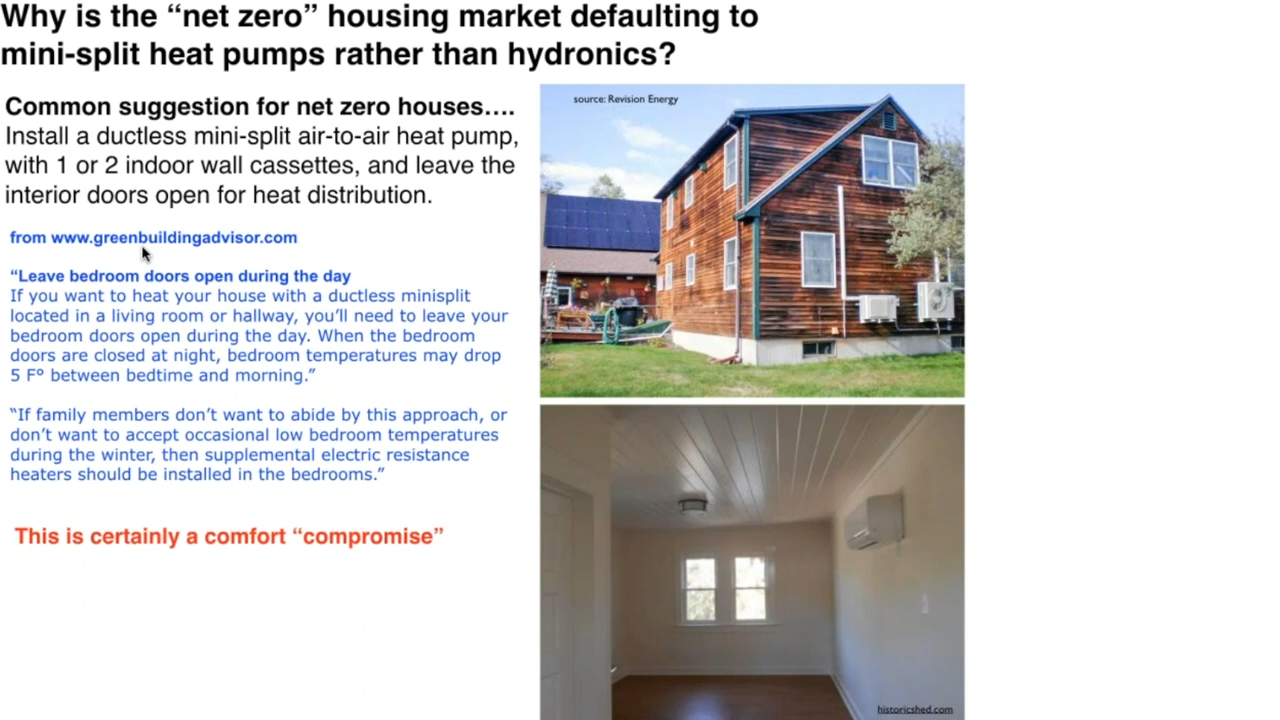 Why is the “net zero” housing market defaulting to
mini-split heat pumps rather than hydronics?
Common suggestion for net zero houses….
Install a ductless mini-split air-to-air heat pump,
with 1 or 2 indoor wall cassettes, and leave the
interior doors open for heat distribution.
from www.greenbuildingadvisor.com
“Leave bedroom doors open during the day
If you want to heat your house with a ductless minisplit
located in a living room or hallway, you’ll need to leave your
bedroom doors open during the day. When the bedroom
doors are closed at night, bedroom temperatures may drop
5 Fº between bedtime and morning.”
“If family members don’t want to abide by this approach, or
don’t want to accept occasional low bedroom temperatures
during the winter, then supplemental electric resistance
heaters should be installed in the bedrooms.”
This is certainly a comfort “compromise”
source: Revision Energy
historicshed.com